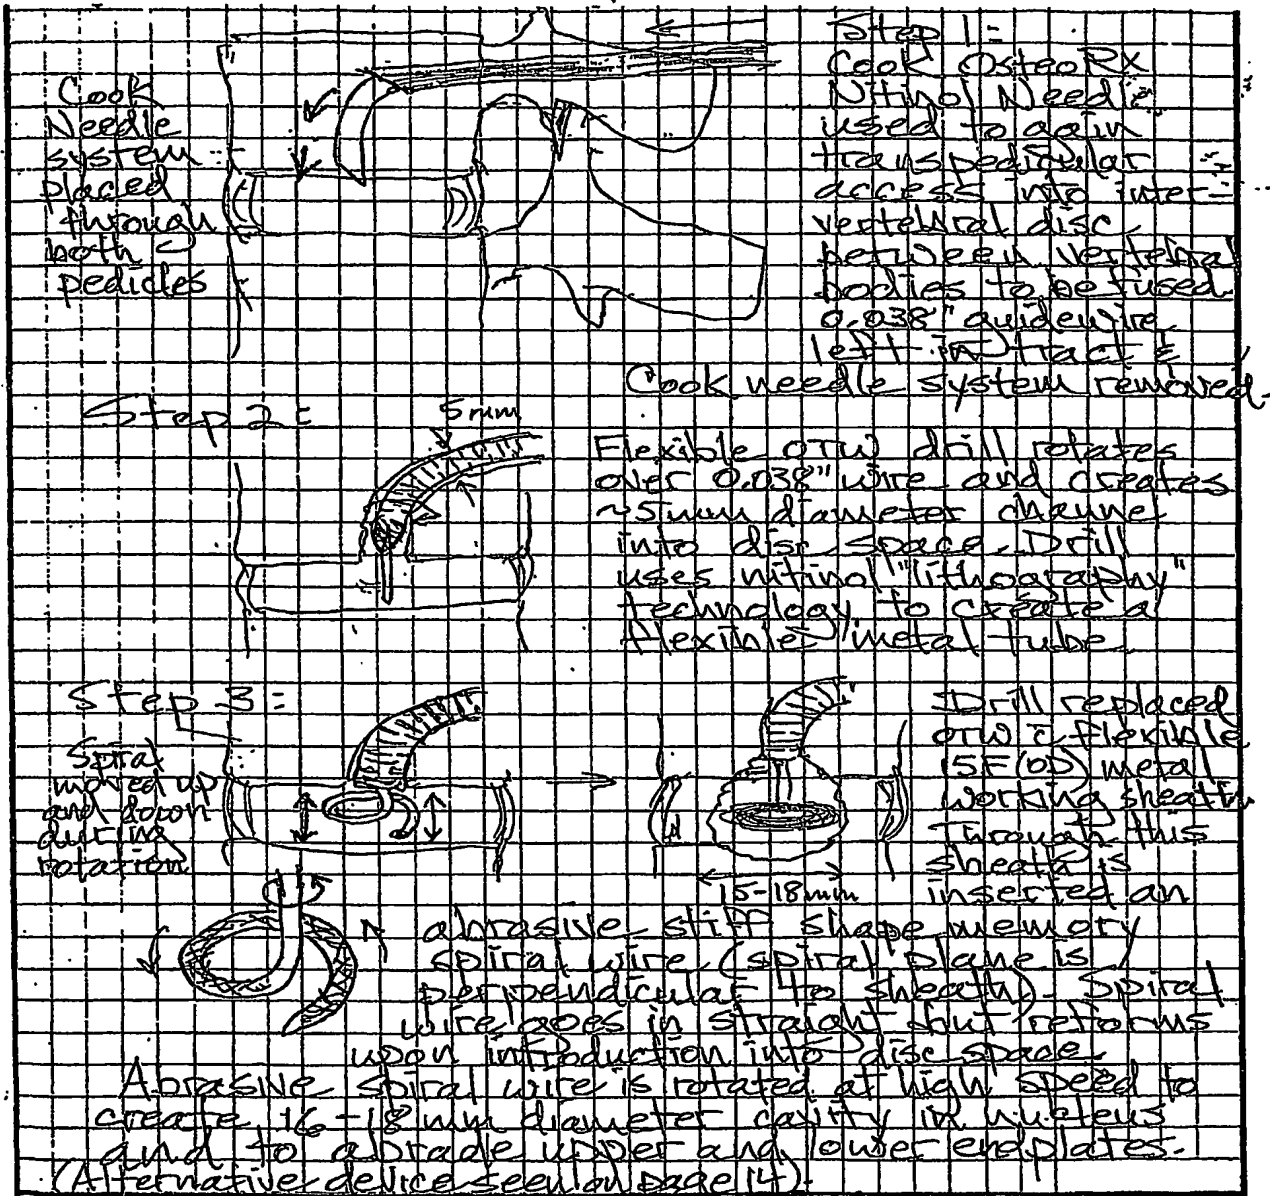 Step 1=
Cook OsteoRx
Nitinol Needle
used to gain
transpedicular
access into inter-
vertebral disc
between vertebral
bodies to be fused.
0.038" guidewire
left in tract &
Cook needle system removed.
Cook
Needle
system
placed
through
both
pedicles
Step 2=
5mm
Flexible OTW drill rotates
over 0.038" wire and creates
~5mm diameter channel
into disc space. Drill
uses nitinol "lithography"
technology to create a
flexible metal tube
Step 3=
Spiral
moved up
and down
during
rotation
15-18mm
Drill replaced
OTW c̄ flexible
15F(OD) metal
working sheath
Through this
sheath is
inserted an
abrasive stiff shape memory
spiral wire (spiral plane is
perpendicular to sheath). Spiral
wire goes in straight but reforms
upon introduction into disc space
Abrasive spiral wire is rotated at high speed to
create 16-18mm diameter cavity in nucleus
and to abrade upper and lower endplates.
(Alternative device seen on page 14).